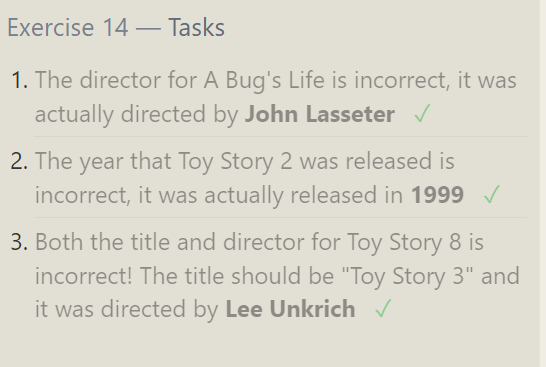 Exercise 14 — Tasks
1. The director for A Bug's Life is incorrect, it was
actually directed by John Lasseter ✓
2. The year that Toy Story 2 was released is
incorrect, it was actually released in 1999 ✓
3. Both the title and director for Toy Story 8 is
incorrect! The title should be "Toy Story 3" and
it was directed by Lee Unkrich ✓